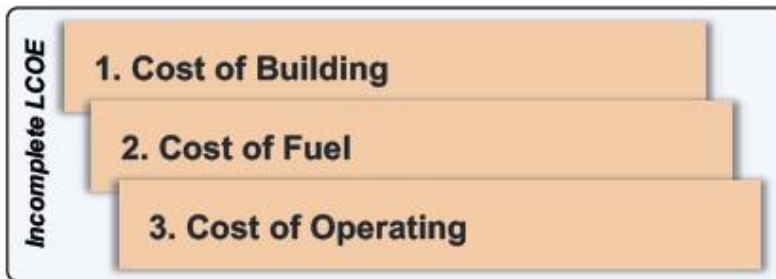 Incomplete LCOE
1. Cost of Building
2. Cost of Fuel
3. Cost of Operating